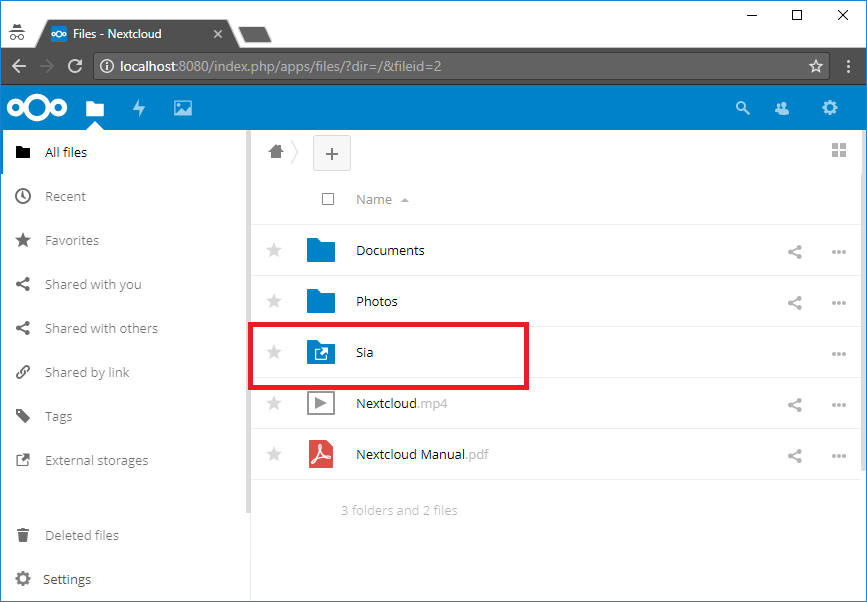 Files - Nextcloud
localhost:8080/index.php/apps/files/?dir=/&fileid=2
All files
Recent
Favorites
Shared with you
Shared with others
Shared by link
Tags
External storages
Deleted files
Settings
Name
Documents
Photos
Sia
Nextcloud.mp4
Nextcloud Manual.pdf
3 folders and 2 files